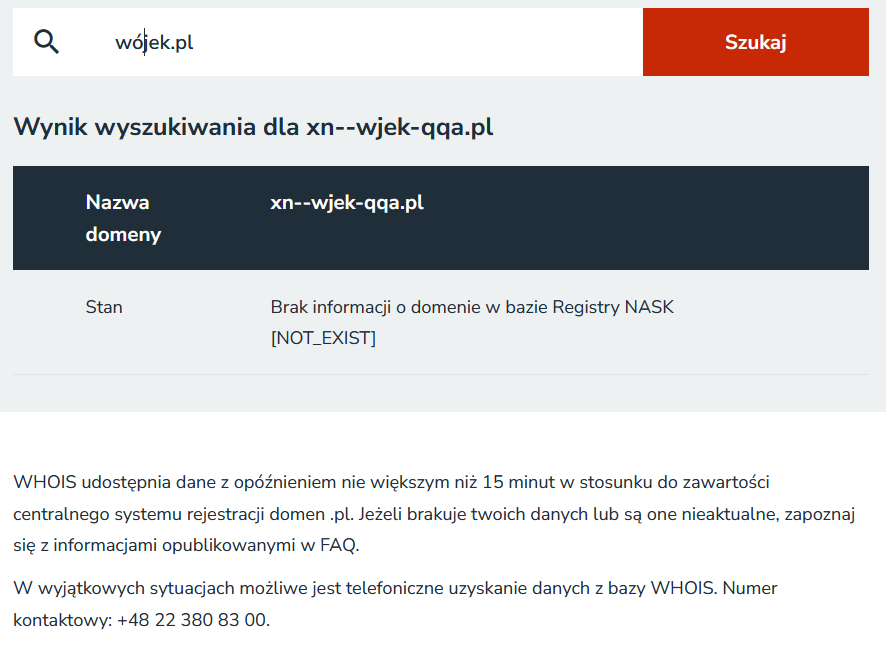 wójek.pl
Szukaj
Wynik wyszukiwania dla xn--wjek-qqa.pl
Nazwa domeny
xn--wjek-qqa.pl
Stan
Brak informacji o domenie w bazie Registry NASK
[NOT_EXIST]
WHOIS udostępnia dane z opóźnieniem nie większym niż 15 minut w stosunku do zawartości
centralnego systemu rejestracji domen .pl. Jeżeli brakuje twoich danych lub są one nieaktualne, zapoznaj
się z informacjami opublikowanymi w FAQ.
W wyjątkowych sytuacjach możliwe jest telefoniczne uzyskanie danych z bazy WHOIS. Numer
kontaktowy: +48 22 380 83 00.